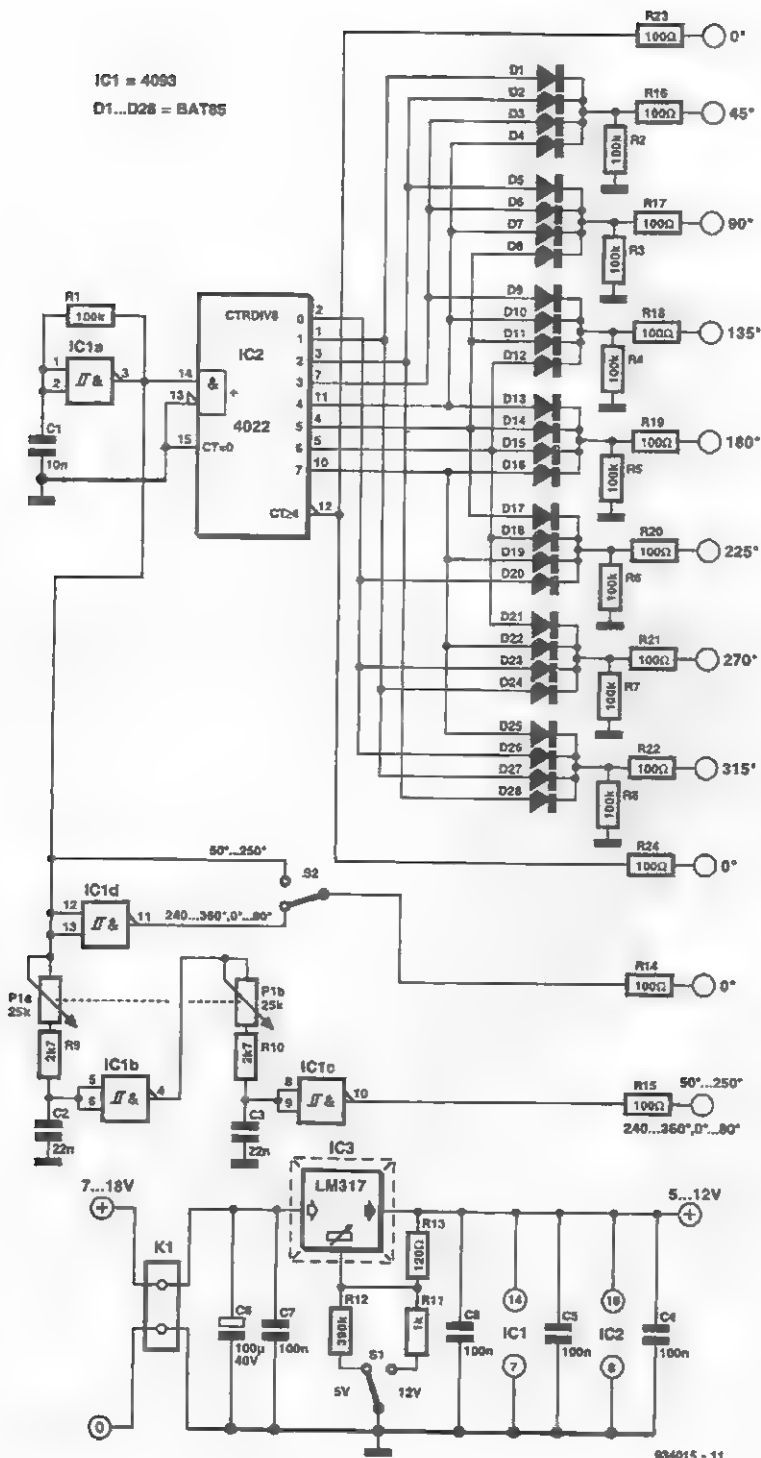 R23
100Ω
0°
IC1 = 4093
D1...D28 = BAT85
D1
D2
D3
D4
R16
100Ω
45°
100k
R2
D5
D6
D7
D8
R17
100Ω
90°
100k
R3
R1
100k
IC1a
1
2
3
II &
C1
10n
CTRDIV8
IC2
4022
14
13
15
&
+
CT=0
CT≥4
0
1
2
3
4
5
6
7
2
1
3
7
11
4
5
10
12
D9
D10
D11
D12
R18
100Ω
135°
100k
R4
D13
D14
D15
D16
R19
100Ω
180°
100k
R5
D17
D18
D19
D20
R20
100Ω
225°
100k
R6
D21
D22
D23
D24
R21
100Ω
270°
100k
R7
D25
D26
D27
D28
R22
100Ω
315°
100k
R8
50°...250°
S2
R24
100Ω
0°
IC1d
12
13
11
II &
240...360°,0°...80°
R14
100Ω
0°
P1a
25k
R9
2k7
P1b
25k
R10
2k7
IC1b
5
6
4
II &
C2
22n
IC1c
8
9
10
II &
C3
22n
R15
100Ω
50°...250°
240...360°,0°...80°
7...18V
+
K1
0
IC3
LM317
R13
120Ω
5...12V
+
C6
100µ
40V
C7
100n
R12
390k
R11
1k
S1
5V
12V
C8
100n
14
IC1
7
C5
100n
16
IC2
8
C4
100n
934015 - 11